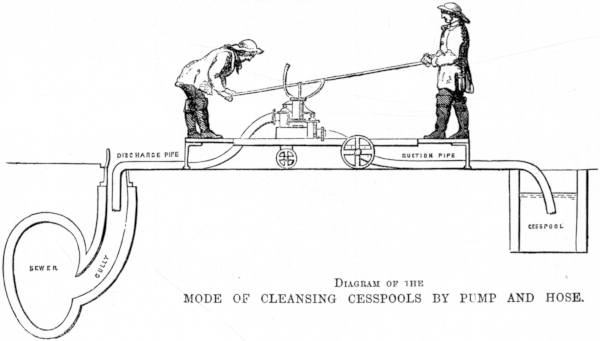 DISCHARGE PIPE
SUCTION PIPE
CESSPOOL
SEWER
GULLY
DIAGRAM OF THE
MODE OF CLEANSING CESSPOOLS BY PUMP AND HOSE.